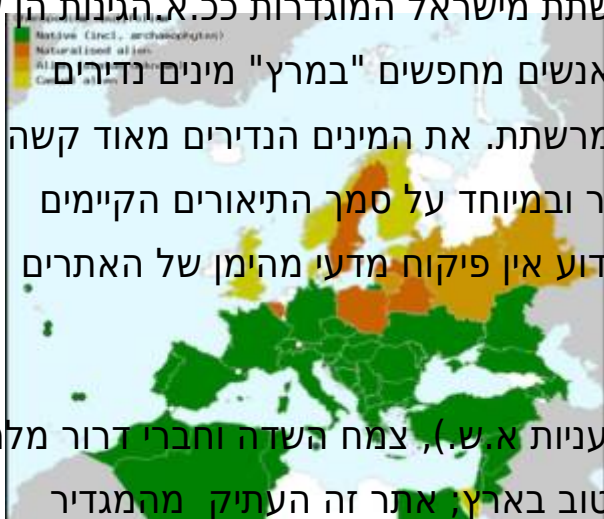 שתת מישראל המוגדרות ככ.א.הגינות הן
Native (incl. archaeophytes)
Naturalised alien
אנשים מחפשים "במרץ" מינים נדירים
מרשתת. את המינים הנדירים מאוד קשה
ר ובמיוחד על סמך התיאורים הקיימים
דוע אין פיקוח מדעי מהימן של האתרים
עניות א.ש.), צמח השדה וחברי דרור מלמ
טוב בארץ; אתר זה העתיק מהמגדיר